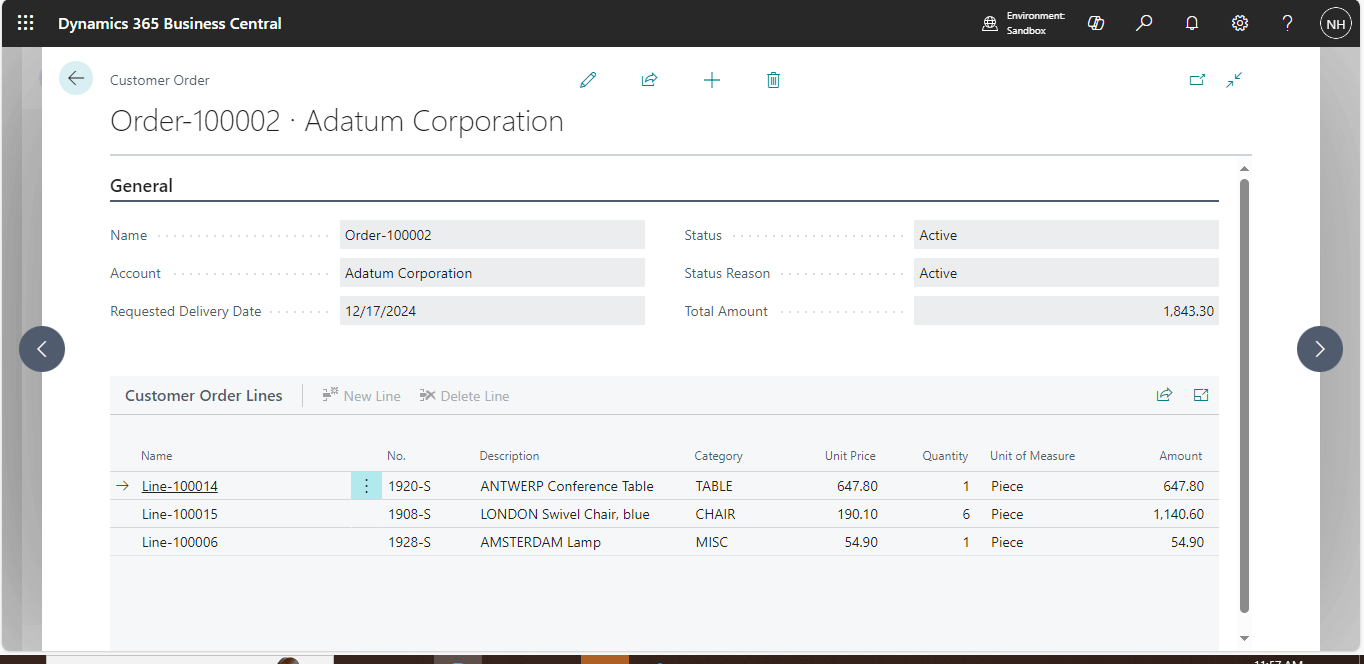 Dynamics 365 Business Central
Environment:
Sandbox
NH
Customer Order
Order-100002 · Adatum Corporation
General
Name Order-100002 Status Active
Account Adatum Corporation Status Reason Active
Requested Delivery Date 12/17/2024 Total Amount 1,843.30
Customer Order Lines New Line Delete Line
Name No. Description Category Unit Price Quantity Unit of Measure Amount
Line-100014 1920-S ANTWERP Conference Table TABLE 647.80 1 Piece 647.80
Line-100015 1908-S LONDON Swivel Chair, blue CHAIR 190.10 6 Piece 1,140.60
Line-100006 1928-S AMSTERDAM Lamp MISC 54.90 1 Piece 54.90
11:57 AM